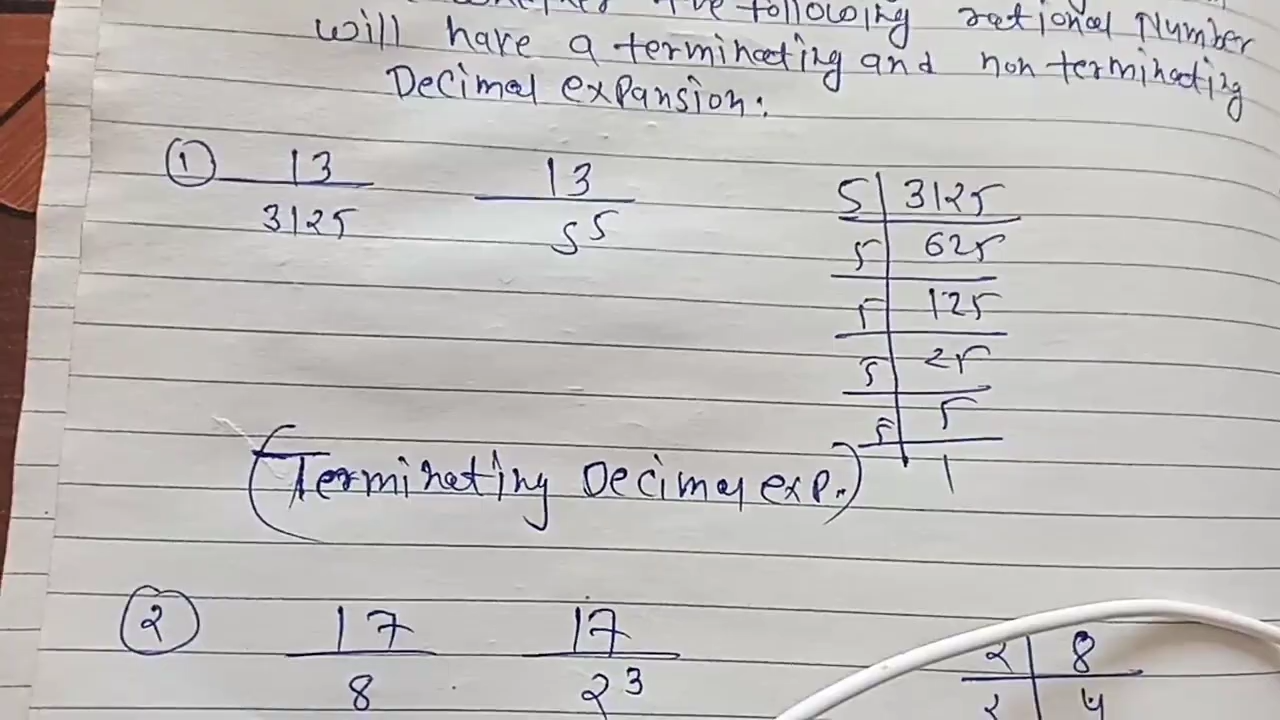 the following rational Number
will have a terminating and non terminating
Decimal expansion:
① 13/3125 13/5^5
5 | 3125
5 | 625
5 | 125
5 | 25
5 | 5
1
(Terminating Decimal exp.)
② 17/8 17/2^3
2 | 8
2 | 4